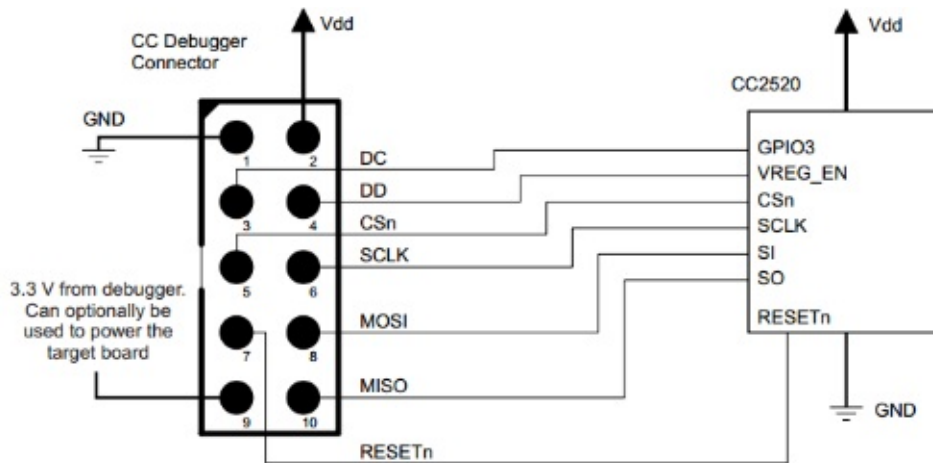 Vdd
CC Debugger
Connector
GND
1
2
DC
3
4
DD
CSn
5
6
SCLK
3.3 V from debugger.
Can optionally be
used to power the
target board
7
8
MOSI
9
10
MISO
RESETn
Vdd
CC2520
GPIO3
VREG_EN
CSn
SCLK
SI
SO
RESETn
GND